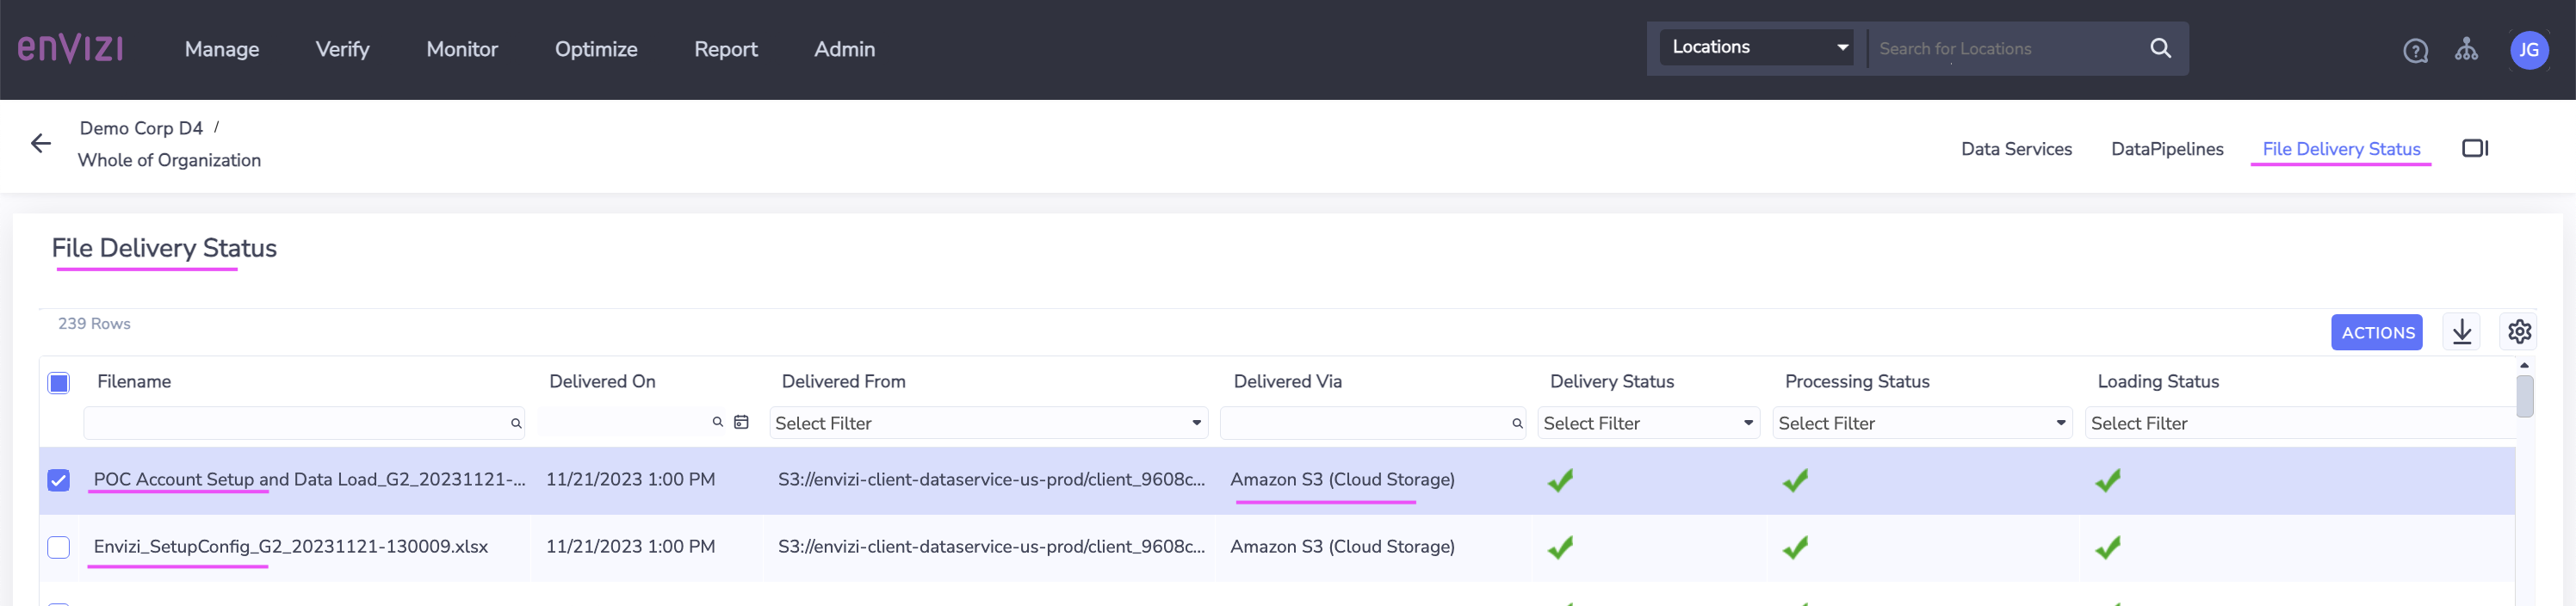 enVIZI Manage Verify Monitor Optimize Report Admin Locations Search for Locations JG
Demo Corp D4 /
Whole of Organization
Data Services DataPipelines File Delivery Status
File Delivery Status
239 Rows
ACTIONS
Filename Delivered On Delivered From Delivered Via Delivery Status Processing Status Loading Status
Select Filter Select Filter Select Filter Select Filter
POC Account Setup and Data Load_G2_20231121-... 11/21/2023 1:00 PM S3://envizi-client-dataservice-us-prod/client_9608c... Amazon S3 (Cloud Storage)
Envizi_SetupConfig_G2_20231121-130009.xlsx 11/21/2023 1:00 PM S3://envizi-client-dataservice-us-prod/client_9608c... Amazon S3 (Cloud Storage)